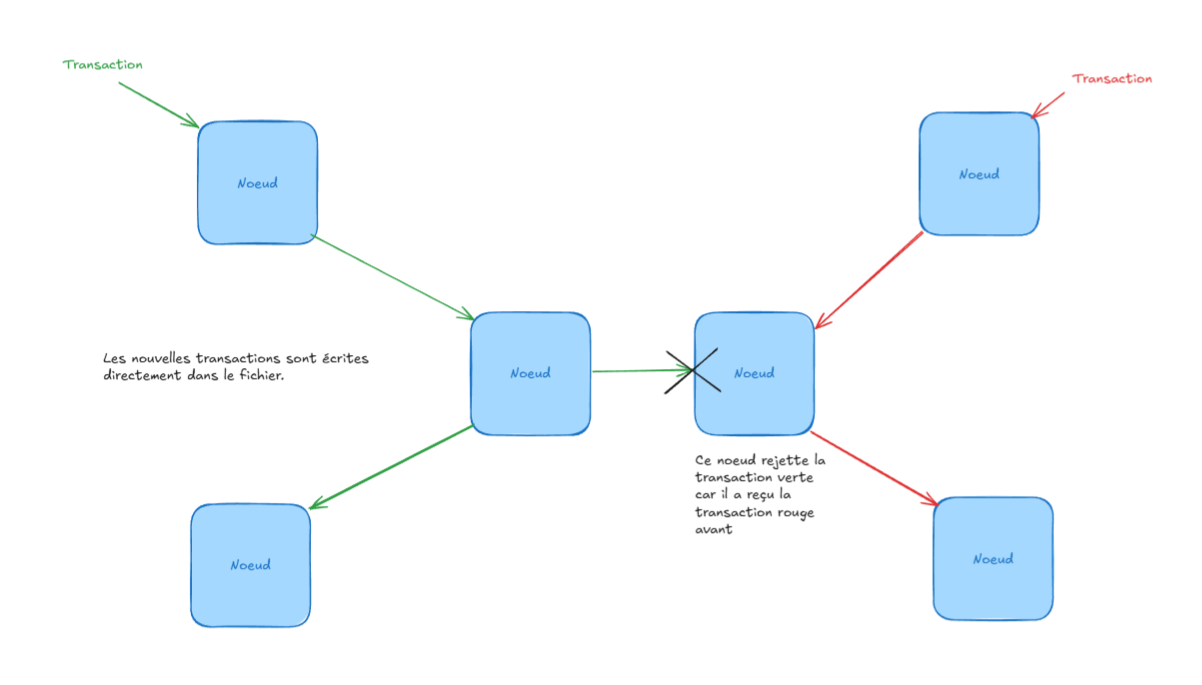 Transaction
Transaction
Noeud
Noeud
Les nouvelles transactions sont écrites
directement dans le fichier.
Noeud
Noeud
Ce noeud rejette la
transaction verte
car il a reçu la
transaction rouge
avant
Noeud
Noeud